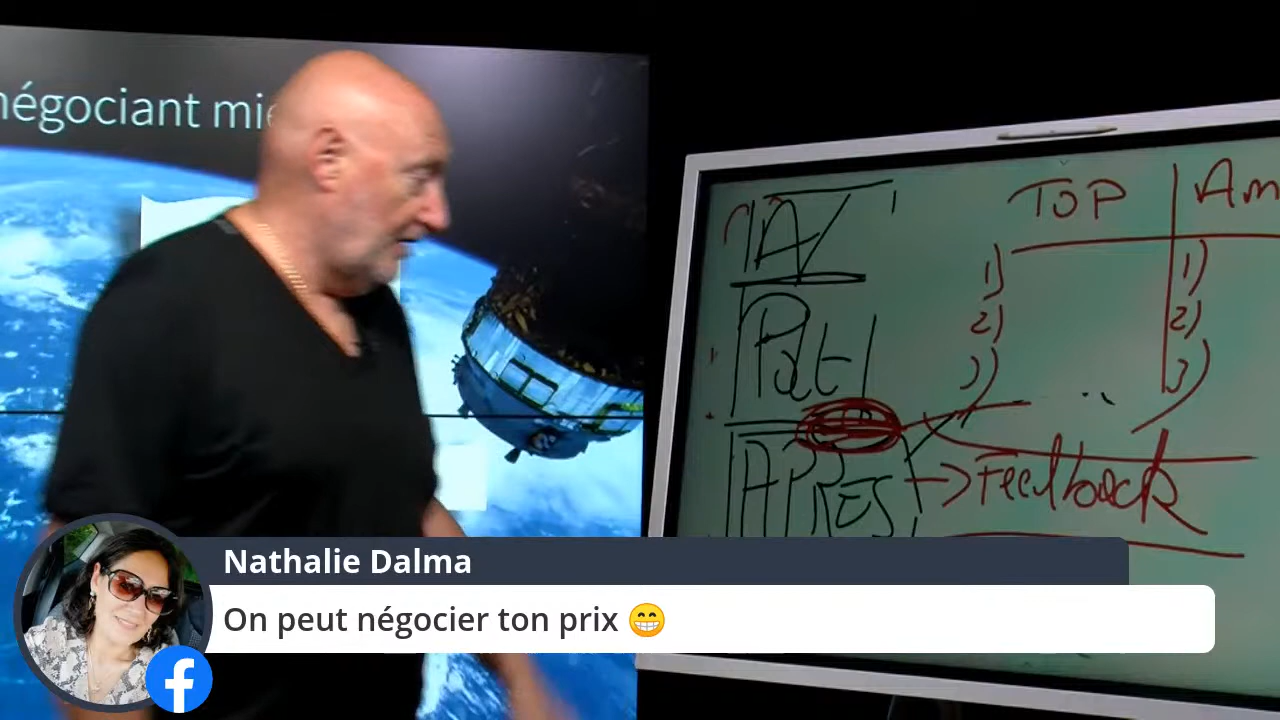 négociant mie
TOP
Am
1)
1)
2)
2)
3)
3)
Pdt
APRES
→ Feedback
Nathalie Dalma
On peut négocier ton prix 😁